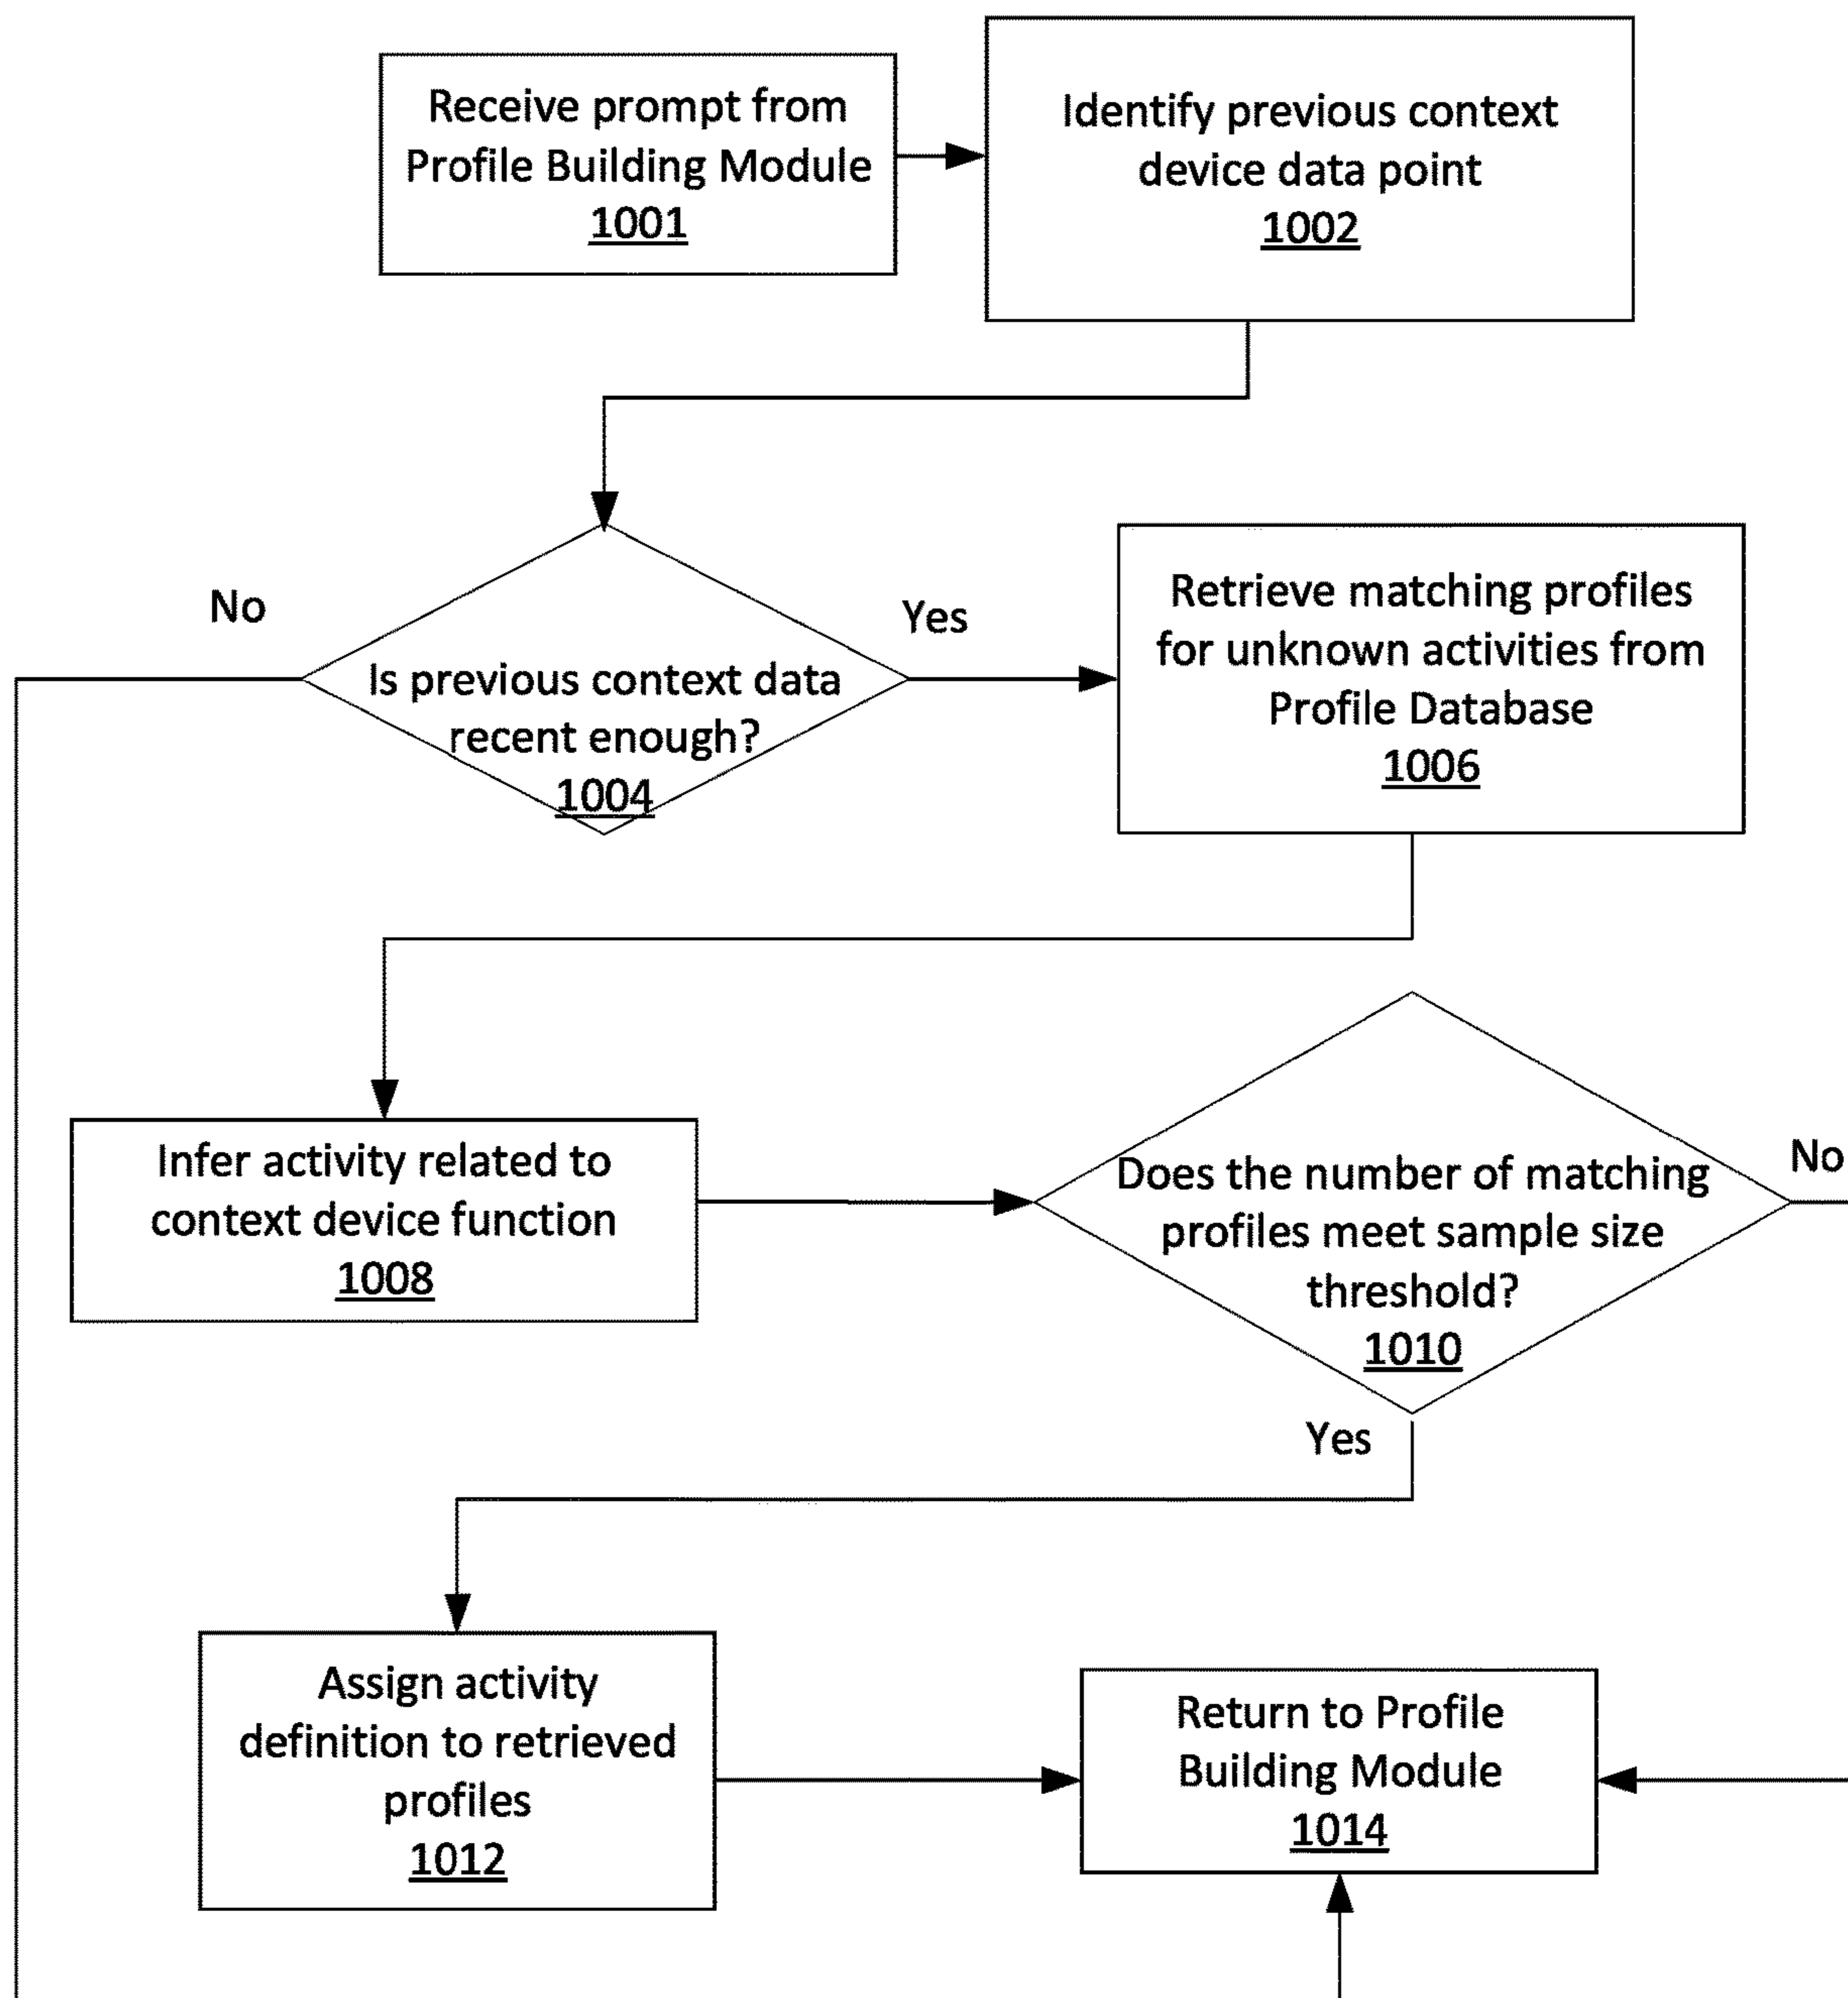 Receive prompt from
Profile Building Module
1001
Identify previous context
device data point
1002
No
Yes
Is previous context data
recent enough?
1004
Retrieve matching profiles
for unknown activities from
Profile Database
1006
Infer activity related to
context device function
1008
Does the number of matching
profiles meet sample size
threshold?
1010
No
Yes
Assign activity
definition to retrieved
profiles
1012
Return to Profile
Building Module
1014